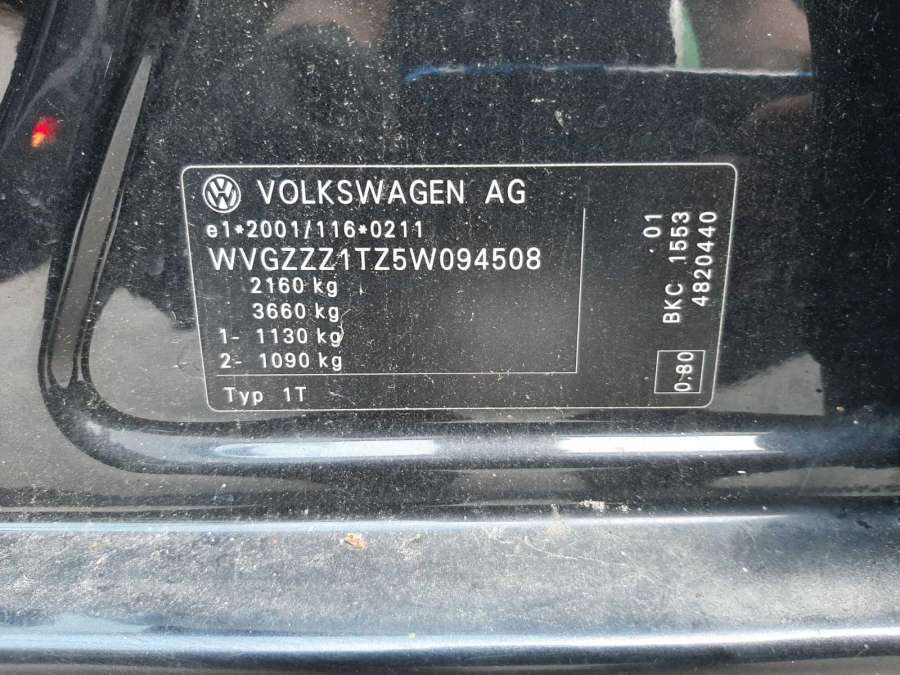 VOLKSWAGEN AG
e1*2001/116*0211
WVGZZZ1TZ5W094508
2160 kg
3660 kg
1- 1130 kg
2- 1090 kg
Typ 1T
01
BKC 1553
4820440
0.80